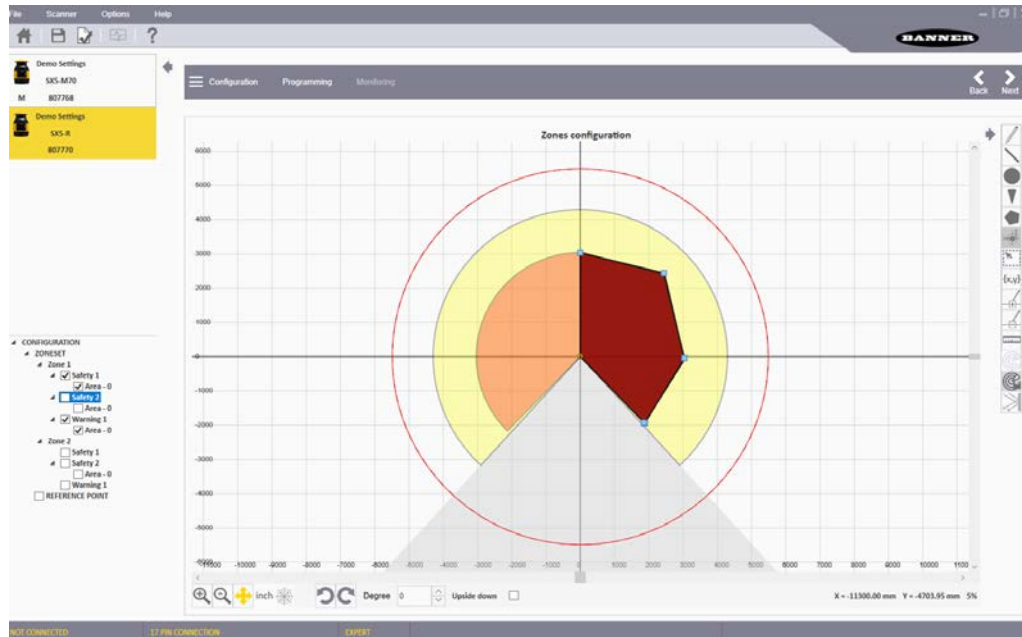 File Scanner Options Help
BANNER
Demo Settings
SXS-M70
M 807768
Demo Settings
SXS-R
807770
Configuration Programming Monitoring
Back Next
Zones configuration
6000
5000
4000
3000
2000
1000
0
-1000
-2000
-3000
-4000
-5000
-10000 -9000 -8000 -7000 -6000 -5000 -4000 -3000 -2000 -1000 0 1000 2000 3000 4000 5000 6000 7000 8000 9000 10000 1100
{x,y}
CONFIGURATION
ZONESET
Zone 1
Safety 1
Area - 0
Safety 2
Area - 0
Warning 1
Area - 0
Zone 2
Safety 1
Safety 2
Area - 0
Warning 1
REFERENCE POINT
inch Degree 0 Upside down X = -11300.00 mm Y = -4703.95 mm 5%
NOT CONNECTED 17 PIN CONNECTION EXPERT